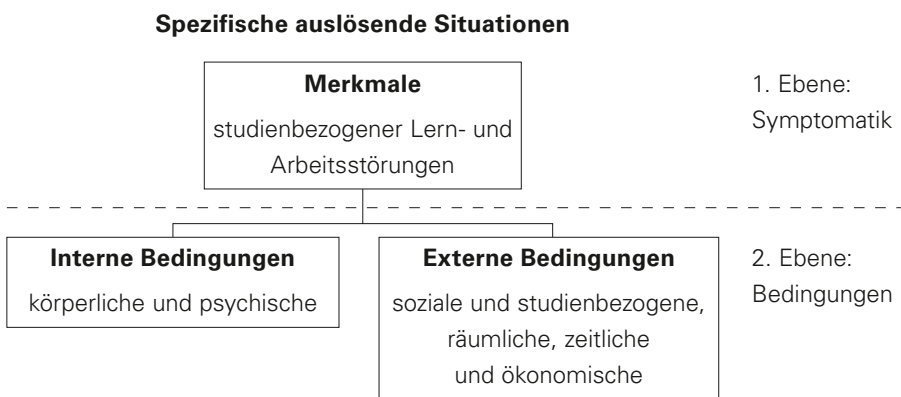 Spezifische auslösende Situationen
Merkmale
studienbezogener Lern- und
Arbeitsstörungen
1. Ebene:
Symptomatik
Interne Bedingungen
körperliche und psychische
Externe Bedingungen
soziale und studienbezogene,
räumliche, zeitliche
und ökonomische
2. Ebene:
Bedingungen